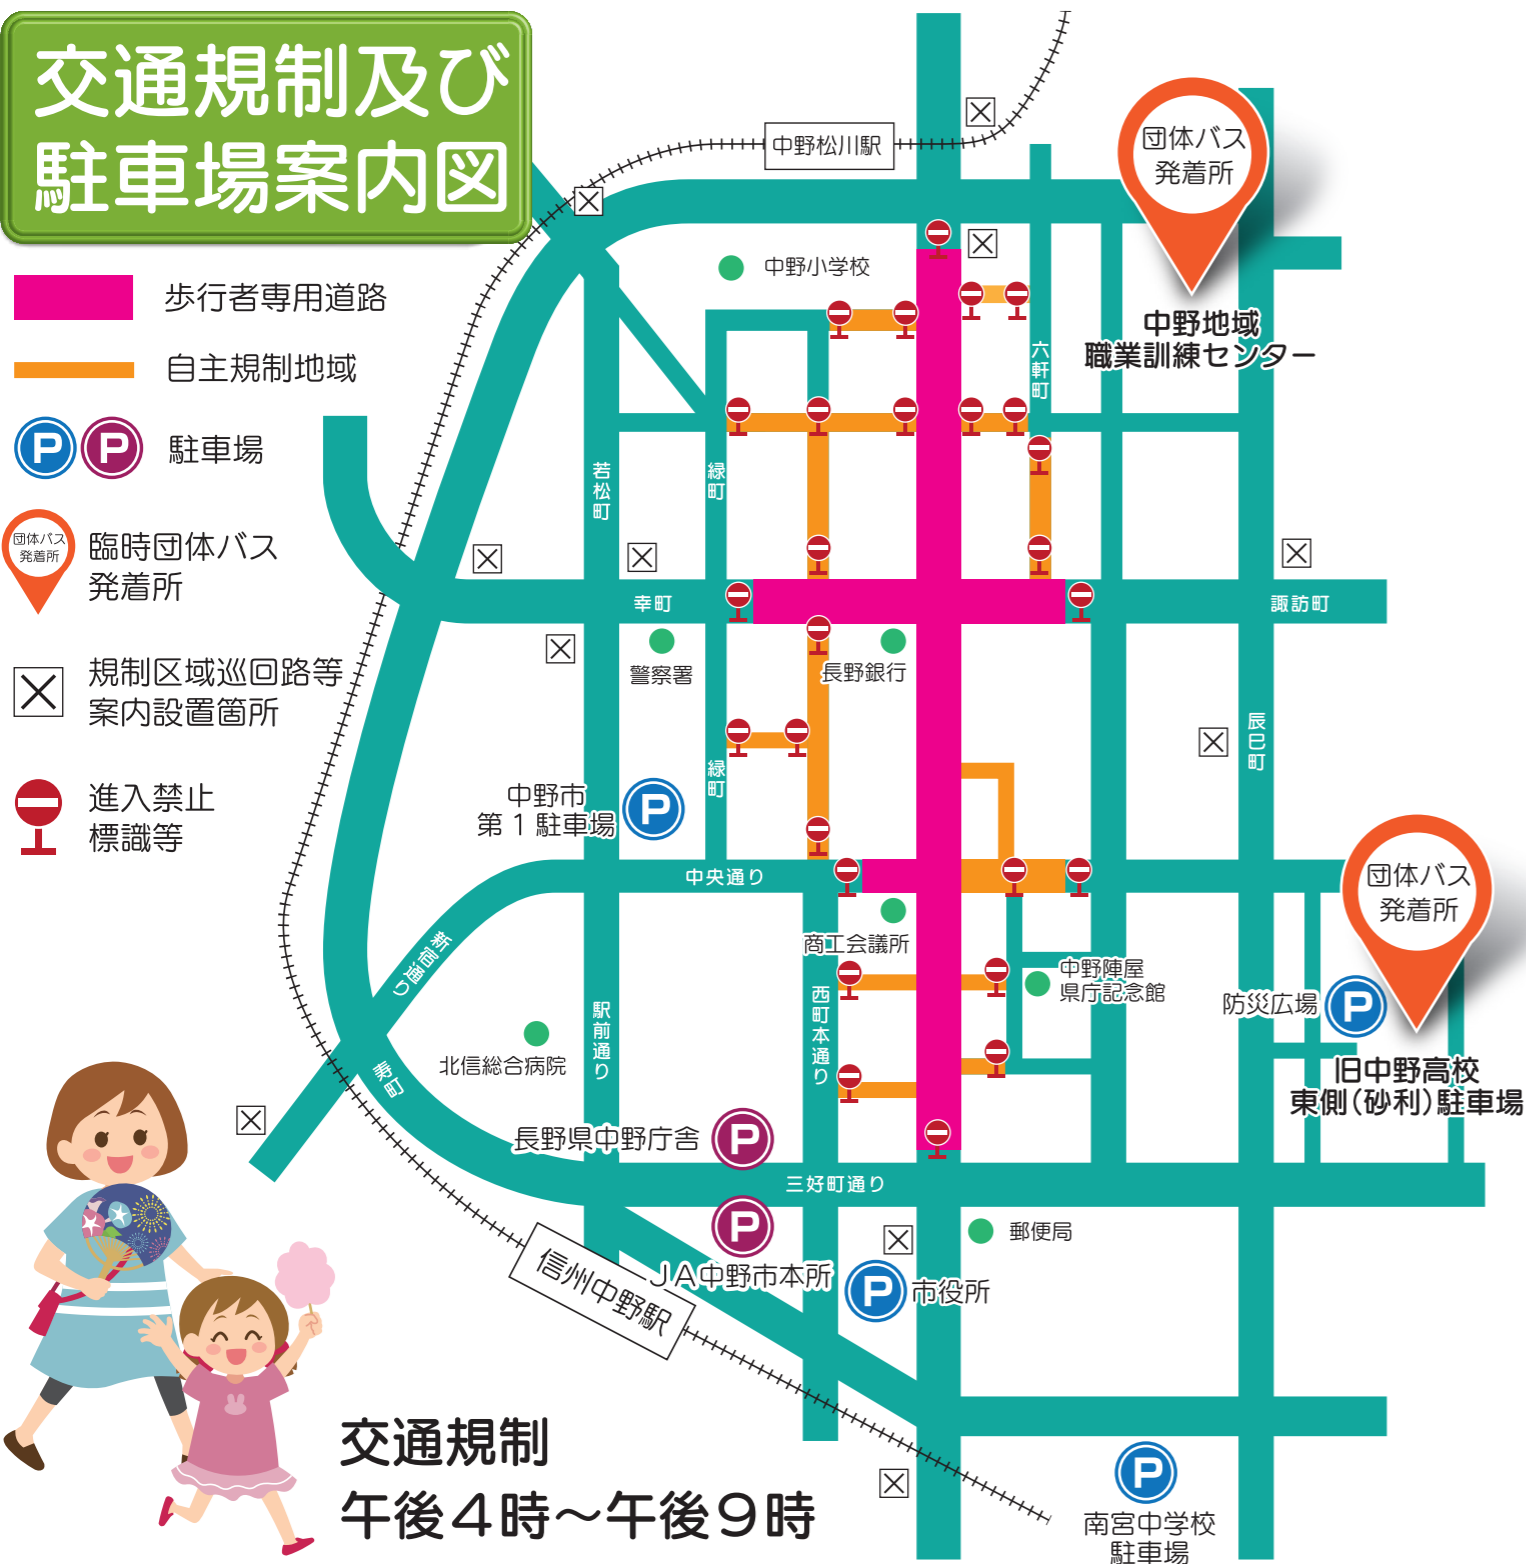 交通規制及び
駐車場案内図
歩行者専用道路
自主規制地域
P P 駐車場
団体バス
発着所
臨時団体バス
発着所
規制区域巡回路等
案内設置箇所
進入禁止
標識等
中野松川駅
団体バス
発着所
中野地域
職業訓練センター
中野小学校
六軒町
若松町
緑町
幸町
諏訪町
警察署
長野銀行
辰巳町
緑町
中野市
第1駐車場
P
中央通り
団体バス
発着所
新宿通り
商工会議所
中野陣屋
県庁記念館
防災広場
P
旧中野高校
東側(砂利)駐車場
西町本通り
駅前通り
北信総合病院
寿町
長野県中野庁舎
P
三好町通り
P
JA中野市本所
郵便局
P
市役所
信州中野駅
P
南宮中学校
駐車場
交通規制
午後4時～午後9時